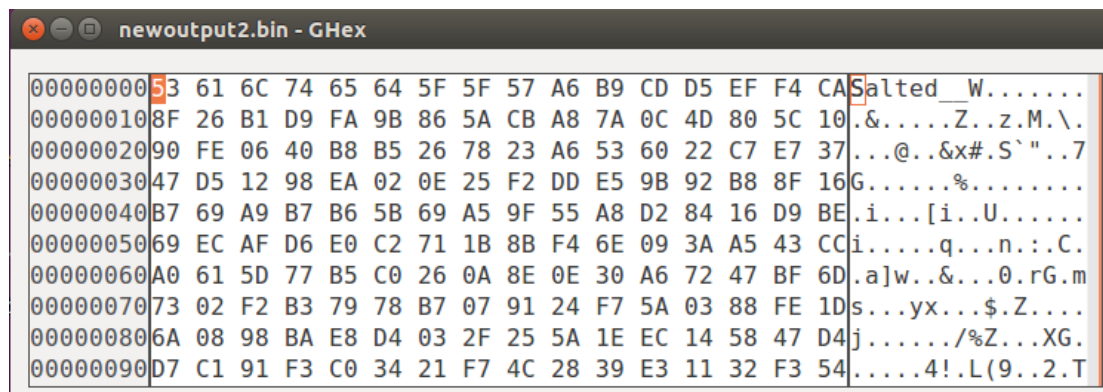 newoutput2.bin - GHex
00000000 53 61 6C 74 65 64 5F 5F 57 A6 B9 CD D5 EF F4 CA Salted__W.......
00000010 8F 26 B1 D9 FA 9B 86 5A CB A8 7A 0C 4D 80 5C 10 .&.....Z..z.M.\.
00000020 90 FE 06 40 B8 B5 26 78 23 A6 53 60 22 C7 E7 37 ...@..&x#.S`"..7
00000030 47 D5 12 98 EA 02 0E 25 F2 DD E5 9B 92 B8 8F 16 G......%........
00000040 B7 69 A9 B7 B6 5B 69 A5 9F 55 A8 D2 84 16 D9 BE .i...[i..U......
00000050 69 EC AF D6 E0 C2 71 1B 8B F4 6E 09 3A A5 43 CC i.....q...n.:.C.
00000060 A0 61 5D 77 B5 C0 26 0A 8E 0E 30 A6 72 47 BF 6D .a]w..&...0.rG.m
00000070 73 02 F2 B3 79 78 B7 07 91 24 F7 5A 03 88 FE 1D s...yx...$.Z....
00000080 6A 08 98 BA E8 D4 03 2F 25 5A 1E EC 14 58 47 D4 j....../%Z...XG.
00000090 D7 C1 91 F3 C0 34 21 F7 4C 28 39 E3 11 32 F3 54 .....4!.L(9..2.T